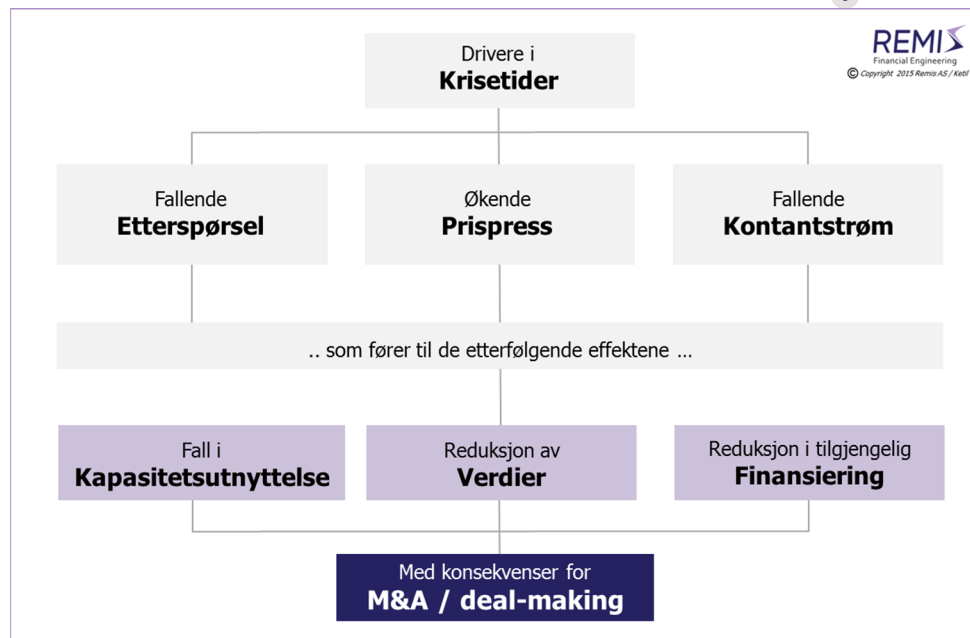 REMIS
Financial Engineering
© Copyright 2015 Remis AS / Ketil
Drivere i
Krisetider
Fallende
Etterspørsel
Økende
Prispress
Fallende
Kontantstrøm
.. som fører til de etterfølgende effektene ...
Fall i
Kapasitetsutnyttelse
Reduksjon av
Verdier
Reduksjon i tilgjengelig
Finansiering
Med konsekvenser for
M&A / deal-making